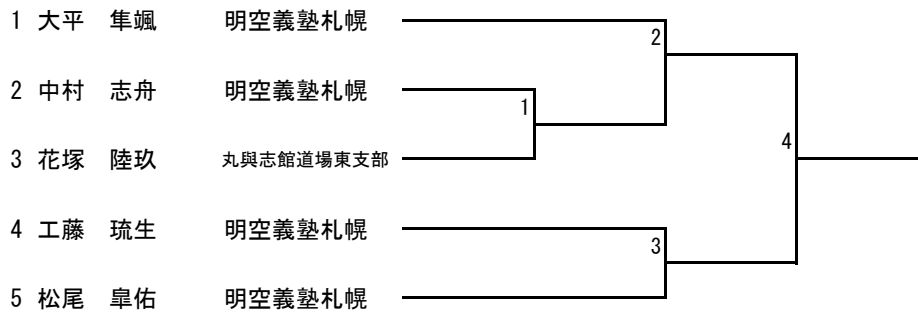 1 大平　隼颯 明空義塾札幌
2
2 中村　志舟 明空義塾札幌
1
3 花塚　陸玖 丸與志館道場東支部
4
4 工藤　琉生 明空義塾札幌
3
5 松尾　皐佑 明空義塾札幌